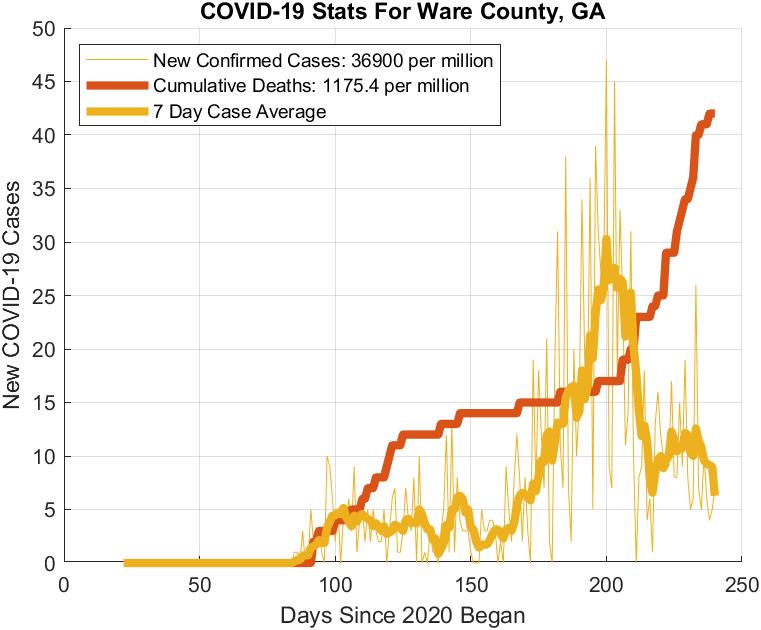 COVID-19 Stats For Ware County, GA
New Confirmed Cases: 36900 per million
Cumulative Deaths: 1175.4 per million
7 Day Case Average
New COVID-19 Cases
50
45
40
35
30
25
20
15
10
5
0
0 50 100 150 200 250
Days Since 2020 Began